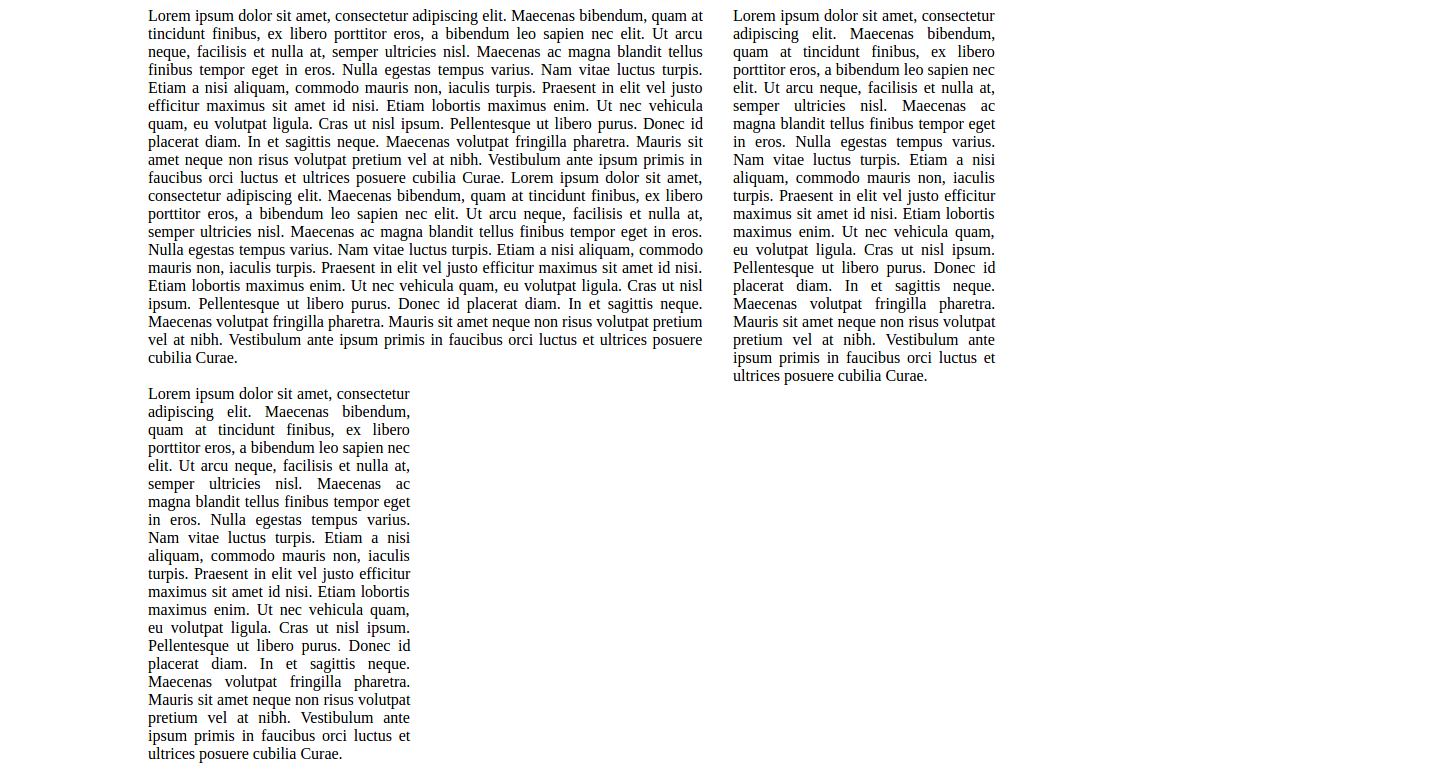 Lorem ipsum dolor sit amet, consectetur adipiscing elit. Maecenas bibendum, quam at
tincidunt finibus, ex libero porttitor eros, a bibendum leo sapien nec elit. Ut arcu
neque, facilisis et nulla at, semper ultricies nisl. Maecenas ac magna blandit tellus
finibus tempor eget in eros. Nulla egestas tempus varius. Nam vitae luctus turpis.
Etiam a nisi aliquam, commodo mauris non, iaculis turpis. Praesent in elit vel justo
efficitur maximus sit amet id nisi. Etiam lobortis maximus enim. Ut nec vehicula
quam, eu volutpat ligula. Cras ut nisl ipsum. Pellentesque ut libero purus. Donec id
placerat diam. In et sagittis neque. Maecenas volutpat fringilla pharetra. Mauris sit
amet neque non risus volutpat pretium vel at nibh. Vestibulum ante ipsum primis in
faucibus orci luctus et ultrices posuere cubilia Curae. Lorem ipsum dolor sit amet,
consectetur adipiscing elit. Maecenas bibendum, quam at tincidunt finibus, ex libero
porttitor eros, a bibendum leo sapien nec elit. Ut arcu neque, facilisis et nulla at,
semper ultricies nisl. Maecenas ac magna blandit tellus finibus tempor eget in eros.
Nulla egestas tempus varius. Nam vitae luctus turpis. Etiam a nisi aliquam, commodo
mauris non, iaculis turpis. Praesent in elit vel justo efficitur maximus sit amet id nisi.
Etiam lobortis maximus enim. Ut nec vehicula quam, eu volutpat ligula. Cras ut nisl
ipsum. Pellentesque ut libero purus. Donec id placerat diam. In et sagittis neque.
Maecenas volutpat fringilla pharetra. Mauris sit amet neque non risus volutpat pretium
vel at nibh. Vestibulum ante ipsum primis in faucibus orci luctus et ultrices posuere
cubilia Curae.
Lorem ipsum dolor sit amet, consectetur
adipiscing elit. Maecenas bibendum,
quam at tincidunt finibus, ex libero
porttitor eros, a bibendum leo sapien nec
elit. Ut arcu neque, facilisis et nulla at,
semper ultricies nisl. Maecenas ac
magna blandit tellus finibus tempor eget
in eros. Nulla egestas tempus varius.
Nam vitae luctus turpis. Etiam a nisi
aliquam, commodo mauris non, iaculis
turpis. Praesent in elit vel justo efficitur
maximus sit amet id nisi. Etiam lobortis
maximus enim. Ut nec vehicula quam,
eu volutpat ligula. Cras ut nisl ipsum.
Pellentesque ut libero purus. Donec id
placerat diam. In et sagittis neque.
Maecenas volutpat fringilla pharetra.
Mauris sit amet neque non risus volutpat
pretium vel at nibh. Vestibulum ante
ipsum primis in faucibus orci luctus et
ultrices posuere cubilia Curae.
Lorem ipsum dolor sit amet, consectetur
adipiscing elit. Maecenas bibendum,
quam at tincidunt finibus, ex libero
porttitor eros, a bibendum leo sapien nec
elit. Ut arcu neque, facilisis et nulla at,
semper ultricies nisl. Maecenas ac
magna blandit tellus finibus tempor eget
in eros. Nulla egestas tempus varius.
Nam vitae luctus turpis. Etiam a nisi
aliquam, commodo mauris non, iaculis
turpis. Praesent in elit vel justo efficitur
maximus sit amet id nisi. Etiam lobortis
maximus enim. Ut nec vehicula quam,
eu volutpat ligula. Cras ut nisl ipsum.
Pellentesque ut libero purus. Donec id
placerat diam. In et sagittis neque.
Maecenas volutpat fringilla pharetra.
Mauris sit amet neque non risus volutpat
pretium vel at nibh. Vestibulum ante
ipsum primis in faucibus orci luctus et
ultrices posuere cubilia Curae.